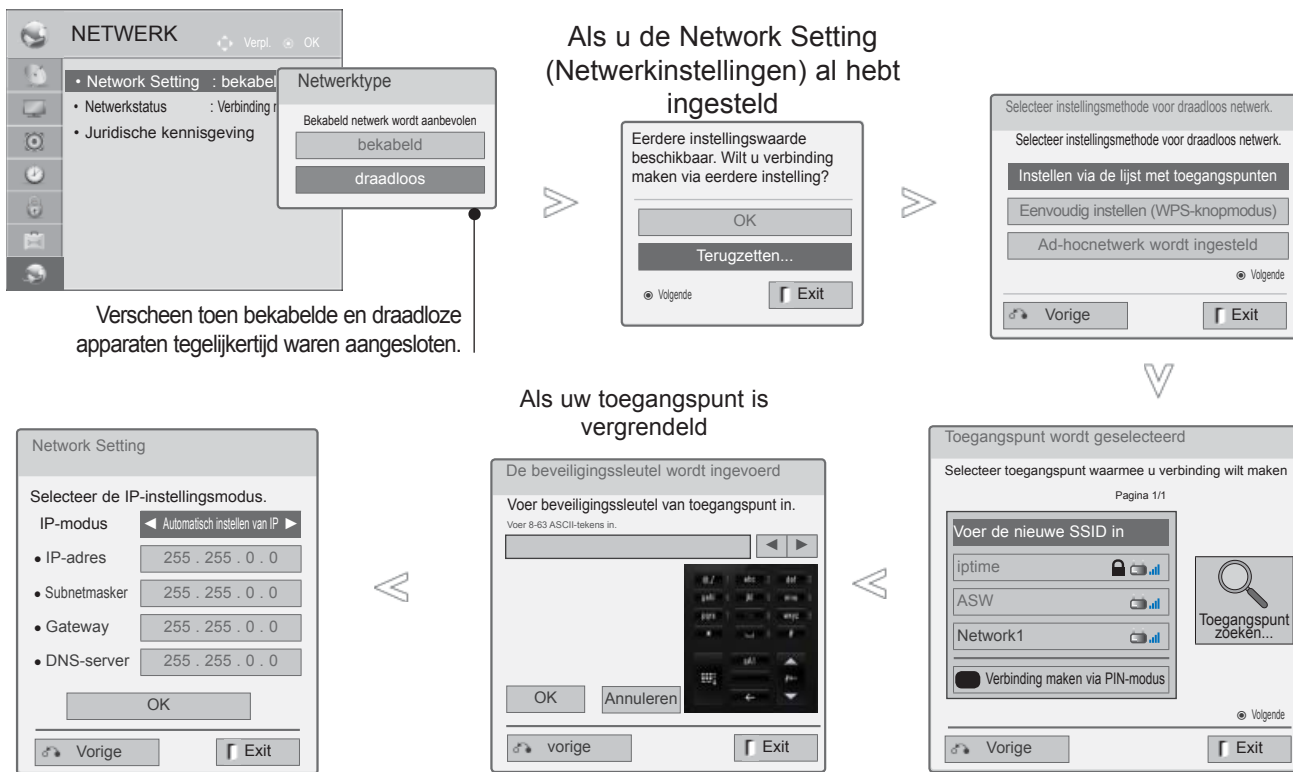 NETWERK
Verpl. OK
• Network Setting : bekabel
• Netwerkstatus : Verbinding
• Juridische kennisgeving
Netwerktype
Bekabeld netwerk wordt aanbevolen
bekabeld
draadloos
Verscheen toen bekabelde en draadloze
apparaten tegelijkertijd waren aangesloten.
Als u de Network Setting
(Netwerkinstellingen) al hebt
ingesteld
Eerdere instellingswaarde
beschikbaar. Wilt u verbinding
maken via eerdere instelling?
OK
Terugzetten...
Volgende
Exit
Selecteer instellingsmethode voor draadloos netwerk.
Selecteer instellingsmethode voor draadloos netwerk.
Instellen via de lijst met toegangspunten
Eenvoudig instellen (WPS-knopmodus)
Ad-hocnetwerk wordt ingesteld
Volgende
Vorige
Exit
Toegangspunt wordt geselecteerd
Selecteer toegangspunt waarmee u verbinding wilt maken
Pagina 1/1
Voer de nieuwe SSID in
iptime
ASW
Network1
Verbinding maken via PIN-modus
Toegangspunt
zoeken...
Volgende
Vorige
Exit
Als uw toegangspunt is
vergrendeld
De beveiligingssleutel wordt ingevoerd
Voer beveiligingssleutel van toegangspunt in.
Voer 8-63 ASCII-tekens in.
OK
Annuleren
vorige
Exit
Network Setting
Selecteer de IP-instellingsmodus.
IP-modus ◄ Automatisch instellen van IP ►
• IP-adres 255 . 255 . 0 . 0
• Subnetmasker 255 . 255 . 0 . 0
• Gateway 255 . 255 . 0 . 0
• DNS-server 255 . 255 . 0 . 0
OK
Vorige
Exit